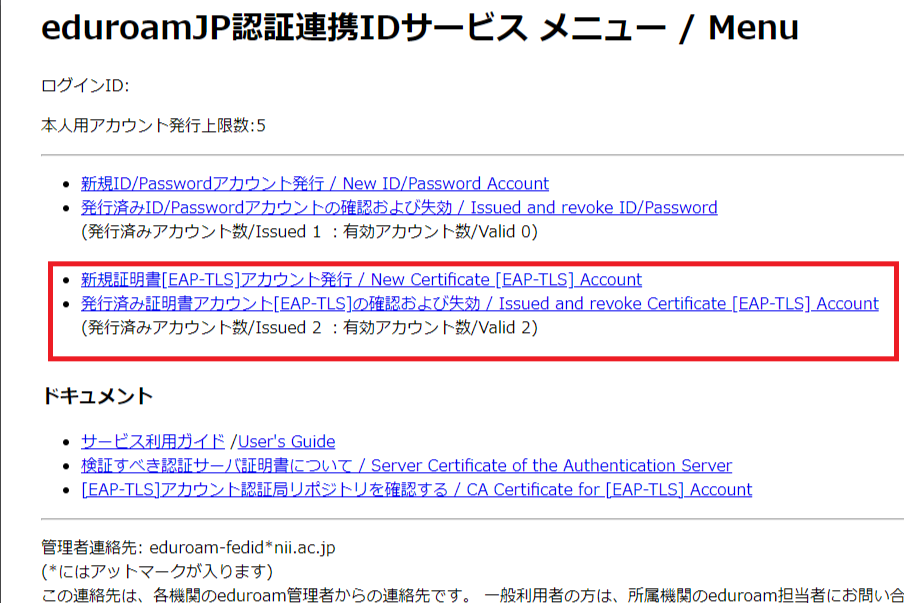 eduroamJP認証連携IDサービス メニュー / Menu
ログインID:
本人用アカウント発行上限数:5
新規ID/Passwordアカウント発行 / New ID/Password Account
発行済みID/Passwordアカウントの確認および失効 / Issued and revoke ID/Password
(発行済みアカウント数/Issued 1 : 有効アカウント数/Valid 0)
新規証明書[EAP-TLS]アカウント発行 / New Certificate [EAP-TLS] Account
発行済み証明書アカウント[EAP-TLS]の確認および失効 / Issued and revoke Certificate [EAP-TLS] Account
(発行済みアカウント数/Issued 2 : 有効アカウント数/Valid 2)
ドキュメント
サービス利用ガイド /User's Guide
検証すべき認証サーバ証明書について / Server Certificate of the Authentication Server
[EAP-TLS]アカウント認証局リポジトリを確認する / CA Certificate for [EAP-TLS] Account
管理者連絡先: eduroam-fedid*nii.ac.jp
(*にはアットマークが入ります)
この連絡先は、各機関のeduroam管理者からの連絡先です。 一般利用者の方は、所属機関のeduroam担当者にお問い合